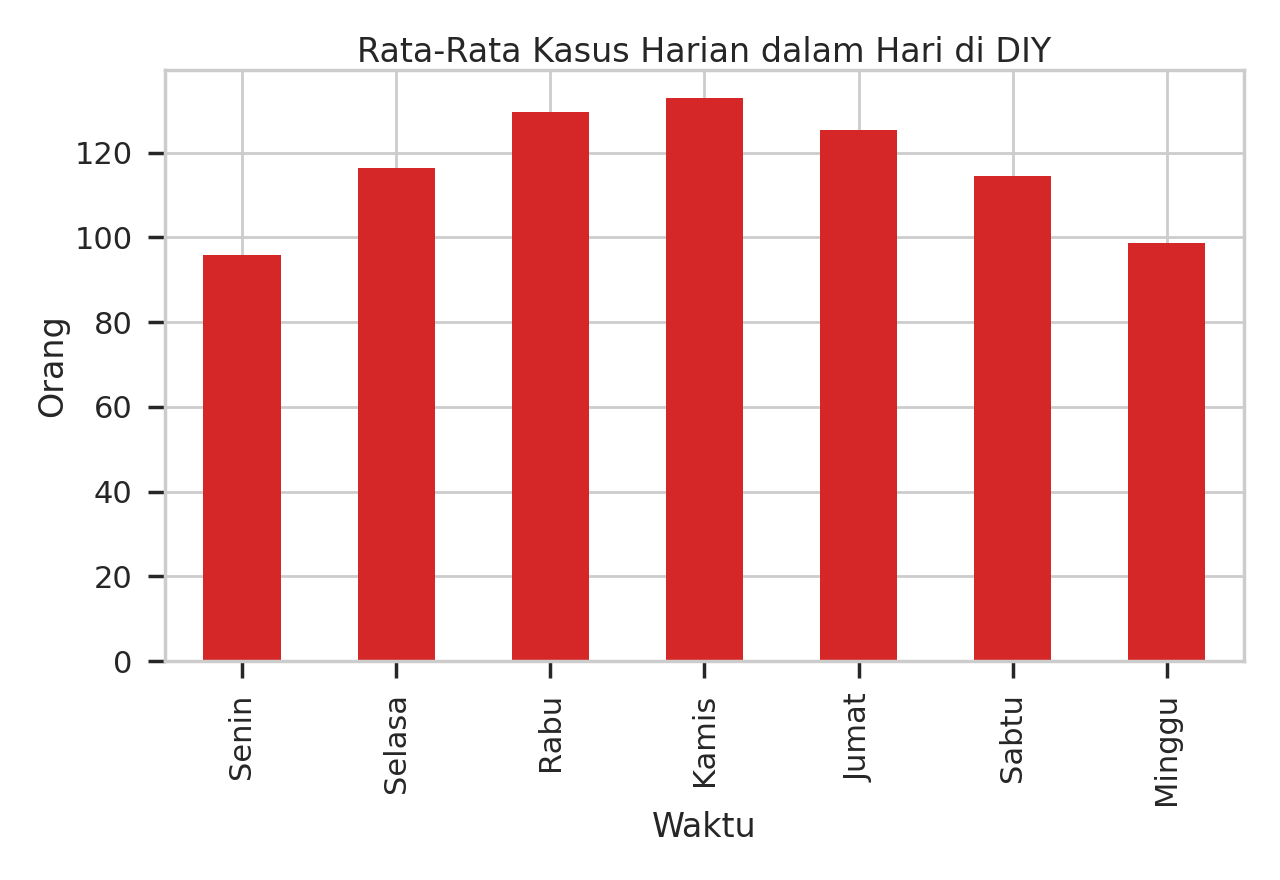 Rata-Rata Kasus Harian dalam Hari di DIY
120
100
80
60
40
20
0
Orang
Senin
Selasa
Rabu
Kamis
Jumat
Sabtu
Minggu
Waktu